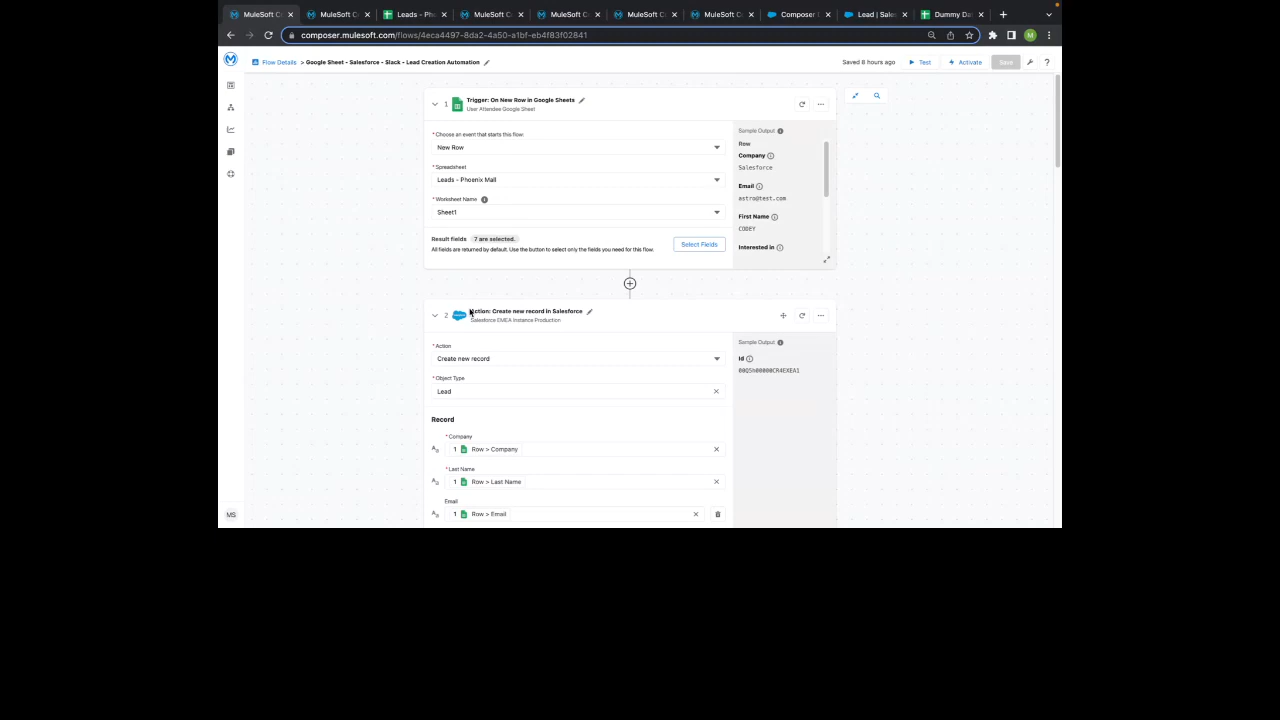 MuleSoft C
MuleSoft C
Leads - Pho
MuleSoft C
MuleSoft C
MuleSoft C
MuleSoft C
Composer
Lead | Sales
Dummy Da
composer.mulesoft.com/flows/4eca4497-8da2-4a50-a1bf-eb4f83f02841
M
Flow Details > Google Sheet - Salesforce - Slack - Lead Creation Automation
Saved 8 hours ago
Test
Activate
Save
?
1
Trigger: On New Row in Google Sheets
User Attendee Google Sheet
* Choose an event that starts this flow:
New Row
* Spreadsheet
Leads - Phoenix Mall
* Worksheet Name
Sheet1
Result fields 7 are selected.
All fields are returned by default. Use the button to select only the fields you need for this flow.
Select Fields
Sample Output
Row
Company
Salesforce
Email
astro@test.com
First Name
CODEY
Interested in
2
Action: Create new record in Salesforce
Salesforce EMEA Instance Production
* Action
Create new record
* Object Type
Lead
Sample Output
Id
00Q5h00000CR4EXEA1
Record
* Company
1 Row > Company
* Last Name
1 Row > Last Name
Email
1 Row > Email
MS